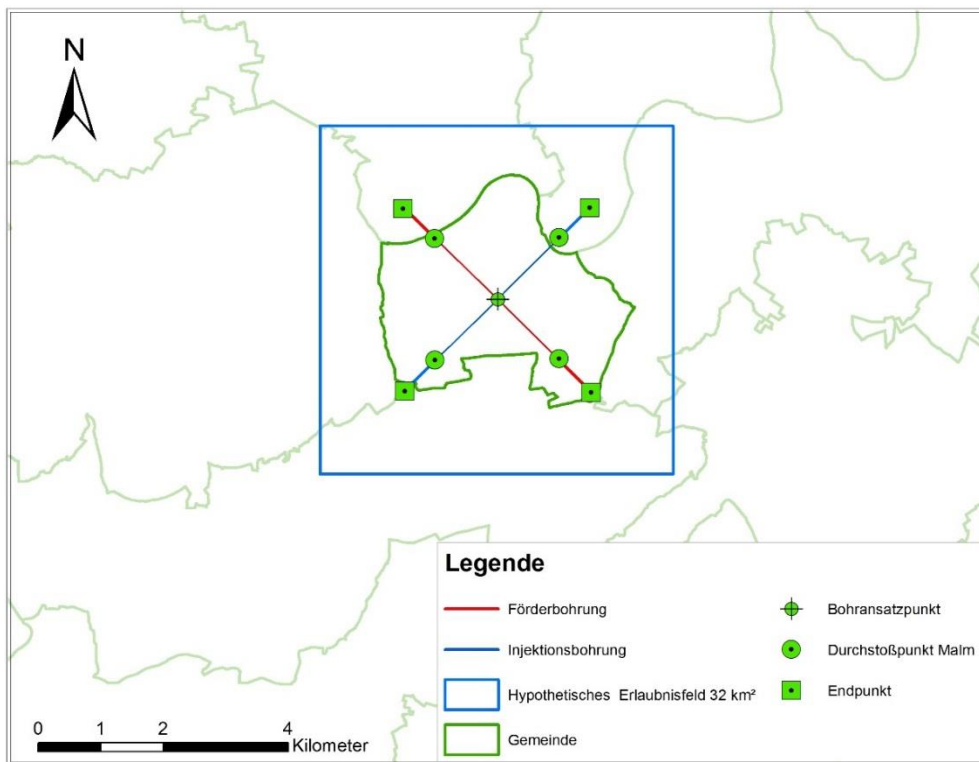 N
Legende
Förderbohrung
Injektionsbohrung
Hypothetisches Erlaubnisfeld 32 km²
Gemeinde
Bohransatzpunkt
Durchstoßpunkt Malm
Endpunkt
0 1 2 4
Kilometer